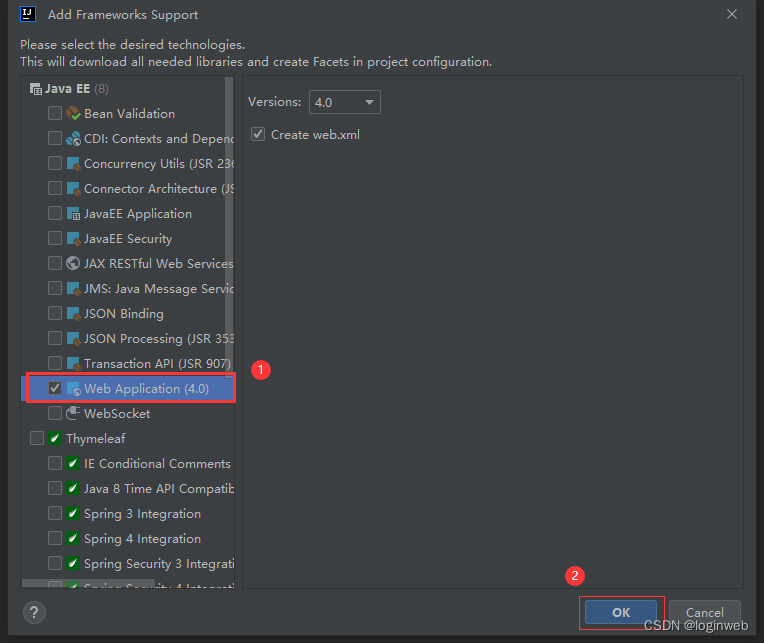 IJ
Add Frameworks Support
Please select the desired technologies.
This will download all needed libraries and create Facets in project configuration.
Java EE (8)
Bean Validation
CDI: Contexts and Depend
Concurrency Utils (JSR 236
Connector Architecture (JS
JavaEE Application
JavaEE Security
JAX RESTful Web Services
JMS: Java Message Servic
JSON Binding
JSON Processing (JSR 353
Transaction API (JSR 907)
Web Application (4.0)
WebSocket
Thymeleaf
IE Conditional Comments
Java 8 Time API Compatib
Spring 3 Integration
Spring 4 Integration
Spring Security 3 Integrati
Spring Security 4 Integrati
Versions: 4.0
Create web.xml
1
2
?
OK
Cancel
CSDN @loginweb